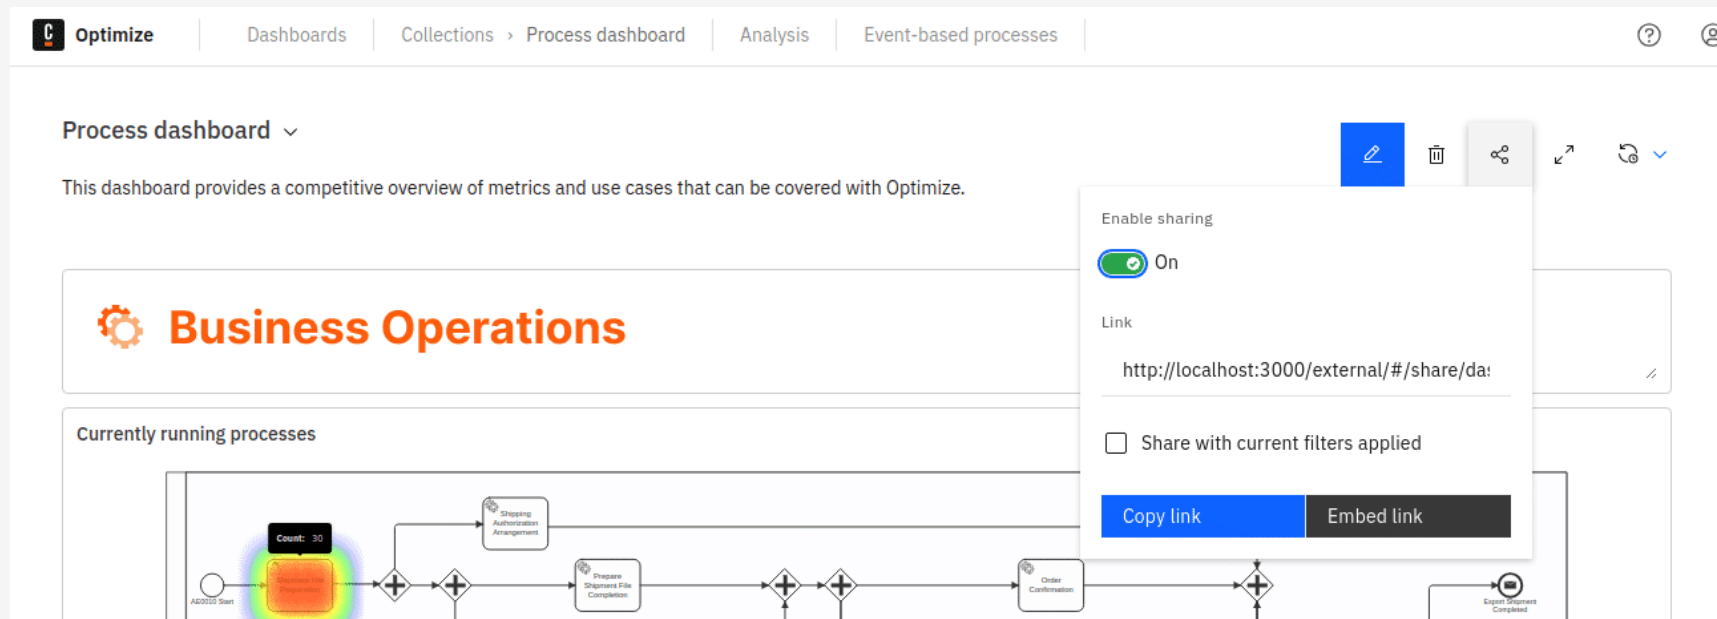 Optimize
Dashboards
Collections › Process dashboard
Analysis
Event-based processes
Process dashboard
This dashboard provides a competitive overview of metrics and use cases that can be covered with Optimize.
Enable sharing
On
Link
http://localhost:3000/external/#/share/da
Share with current filters applied
Copy link
Embed link
Business Operations
Currently running processes
Count: 30
Shipping
Authorization
Arrangement
Prepare
Shipment File
Completion
Order
Confirmation
AE0010 Start
Export Shipment
Completed